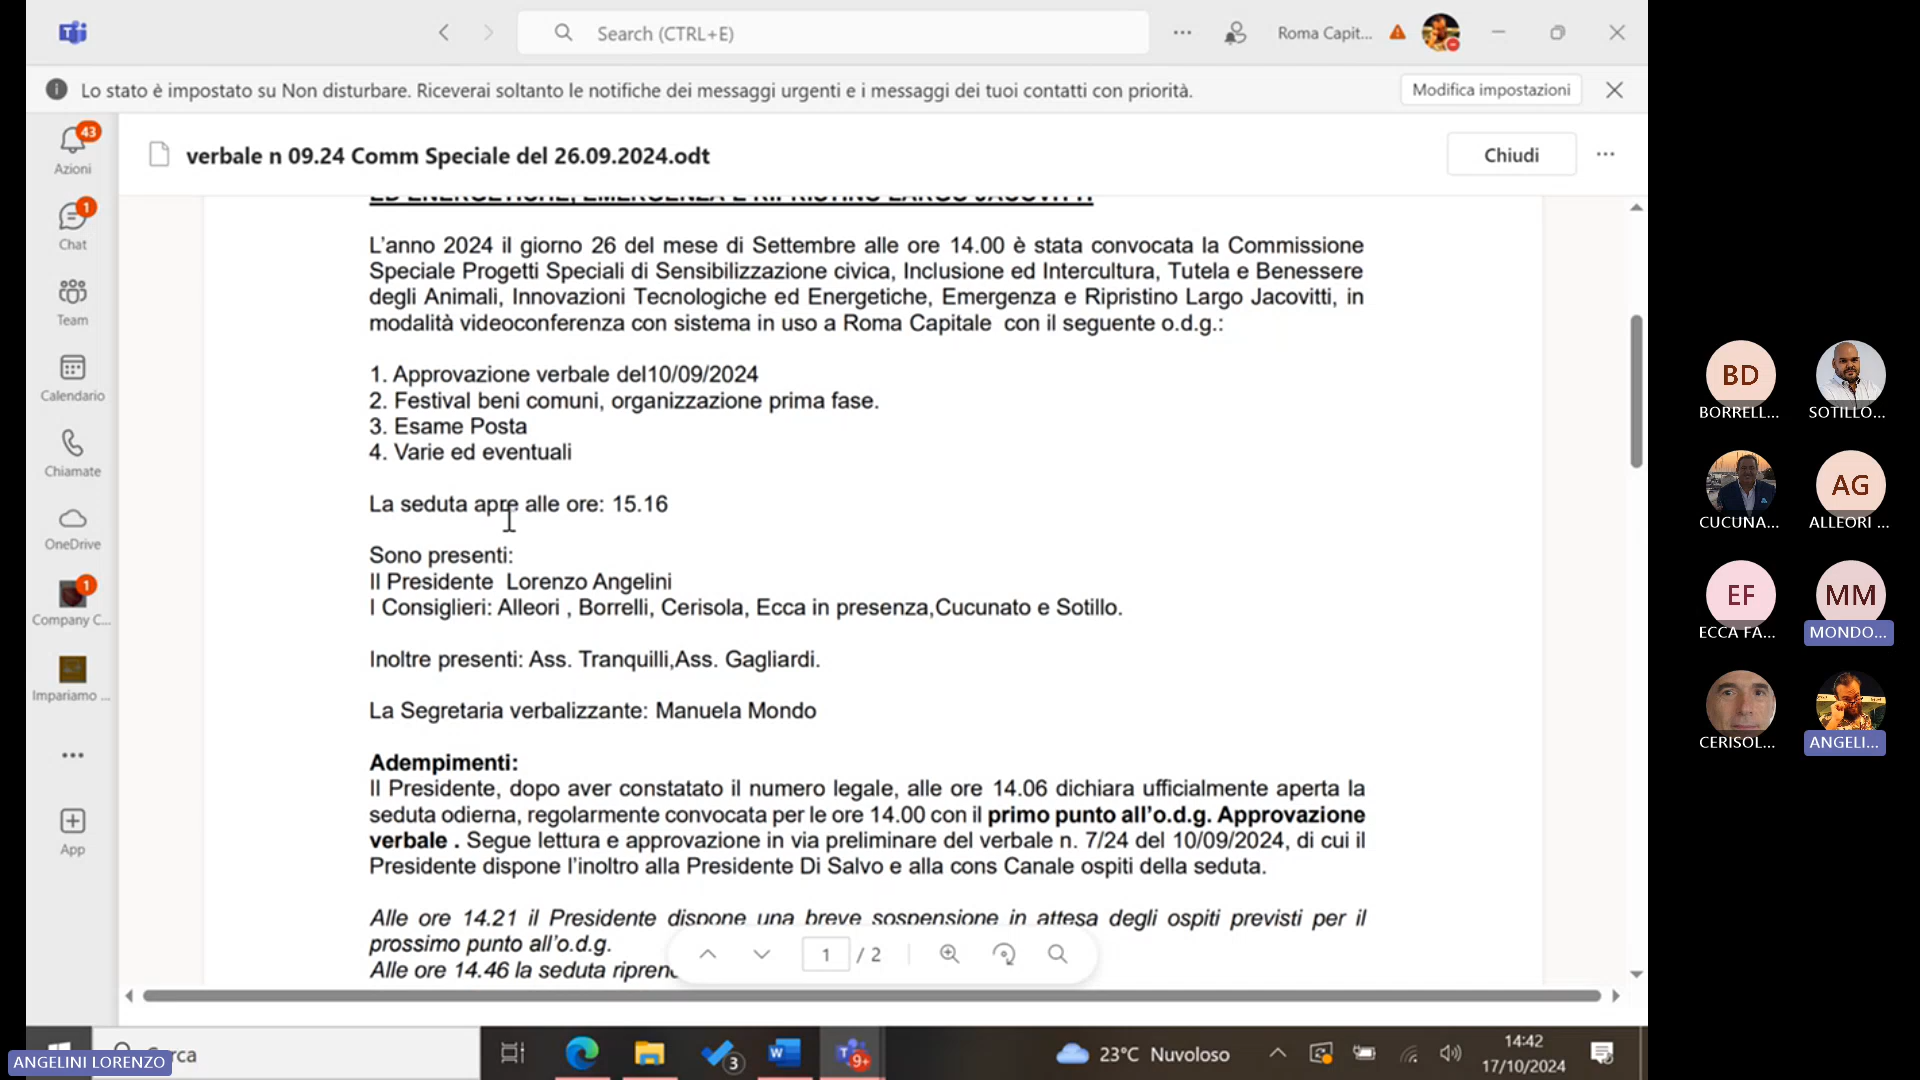 Search (CTRL+E)
Roma Capit...
Lo stato è impostato su Non disturbare. Riceverai soltanto le notifiche dei messaggi urgenti e i messaggi dei tuoi contatti con priorità.
Modifica impostazioni
43
Azioni
1
Chat
Team
Calendario
Chiamate
OneDrive
1
Company C...
Impariamo ...
App
verbale n 09.24 Comm Speciale del 26.09.2024.odt
Chiudi
ED ENERGETICHE, EMERGENZA E RIPRISTINO LARGO JACOVITTI
L'anno 2024 il giorno 26 del mese di Settembre alle ore 14.00 è stata convocata la Commissione
Speciale Progetti Speciali di Sensibilizzazione civica, Inclusione ed Intercultura, Tutela e Benessere
degli Animali, Innovazioni Tecnologiche ed Energetiche, Emergenza e Ripristino Largo Jacovitti, in
modalità videoconferenza con sistema in uso a Roma Capitale con il seguente o.d.g.:
1. Approvazione verbale del10/09/2024
2. Festival beni comuni, organizzazione prima fase.
3. Esame Posta
4. Varie ed eventuali
La seduta apre alle ore: 15.16
Sono presenti:
Il Presidente Lorenzo Angelini
I Consiglieri: Alleori , Borrelli, Cerisola, Ecca in presenza,Cucunato e Sotillo.
Inoltre presenti: Ass. Tranquilli,Ass. Gagliardi.
La Segretaria verbalizzante: Manuela Mondo
Adempimenti:
Il Presidente, dopo aver constatato il numero legale, alle ore 14.06 dichiara ufficialmente aperta la
seduta odierna, regolarmente convocata per le ore 14.00 con il primo punto all'o.d.g. Approvazione
verbale . Segue lettura e approvazione in via preliminare del verbale n. 7/24 del 10/09/2024, di cui il
Presidente dispone l'inoltro alla Presidente Di Salvo e alla cons Canale ospiti della seduta.
Alle ore 14.21 il Presidente dispone una breve sospensione in attesa degli ospiti previsti per il
prossimo punto all'o.d.g.
Alle ore 14.46 la seduta
1 / 2
BD
BORRELL...
SOTILLO...
CUCUNA...
AG
ALLEORI ...
EF
ECCA FA...
MM
MONDO...
CERISOL...
ANGELI...
ANGELINI LORENZO
3
9+
23°C Nuvoloso
14:42
17/10/2024